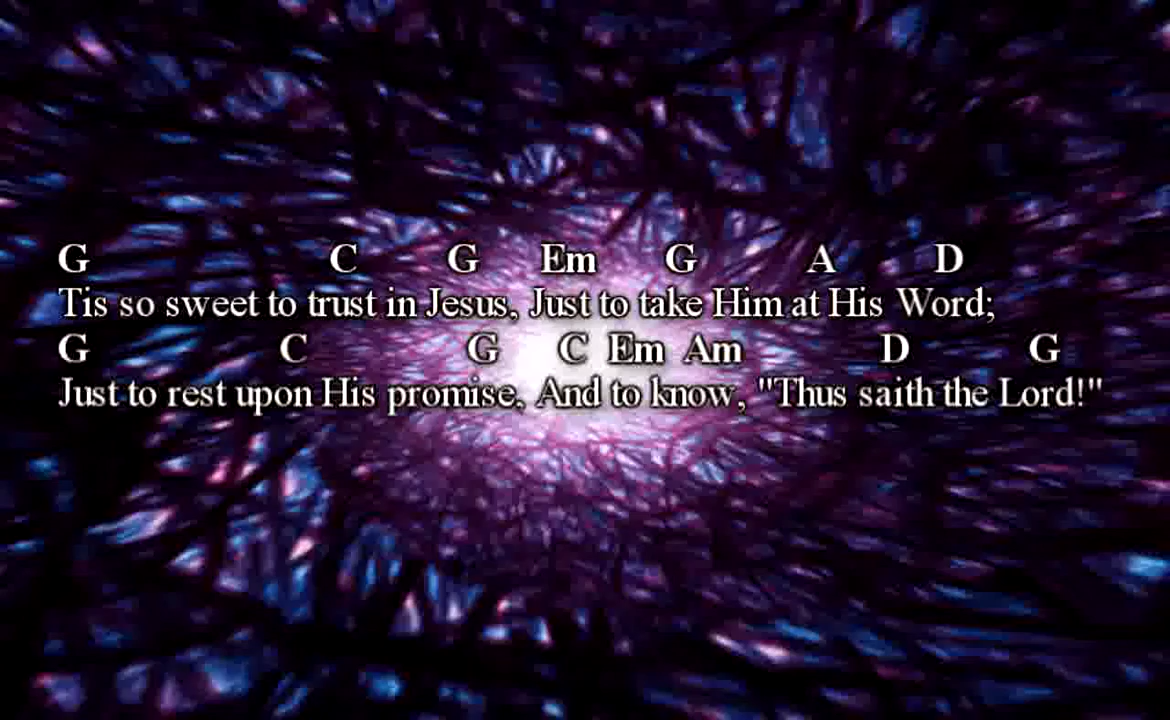 G C G Em G A D
Tis so sweet to trust in Jesus, Just to take Him at His Word;
G C G C Em Am D G
Just to rest upon His promise, And to know, "Thus saith the Lord!"